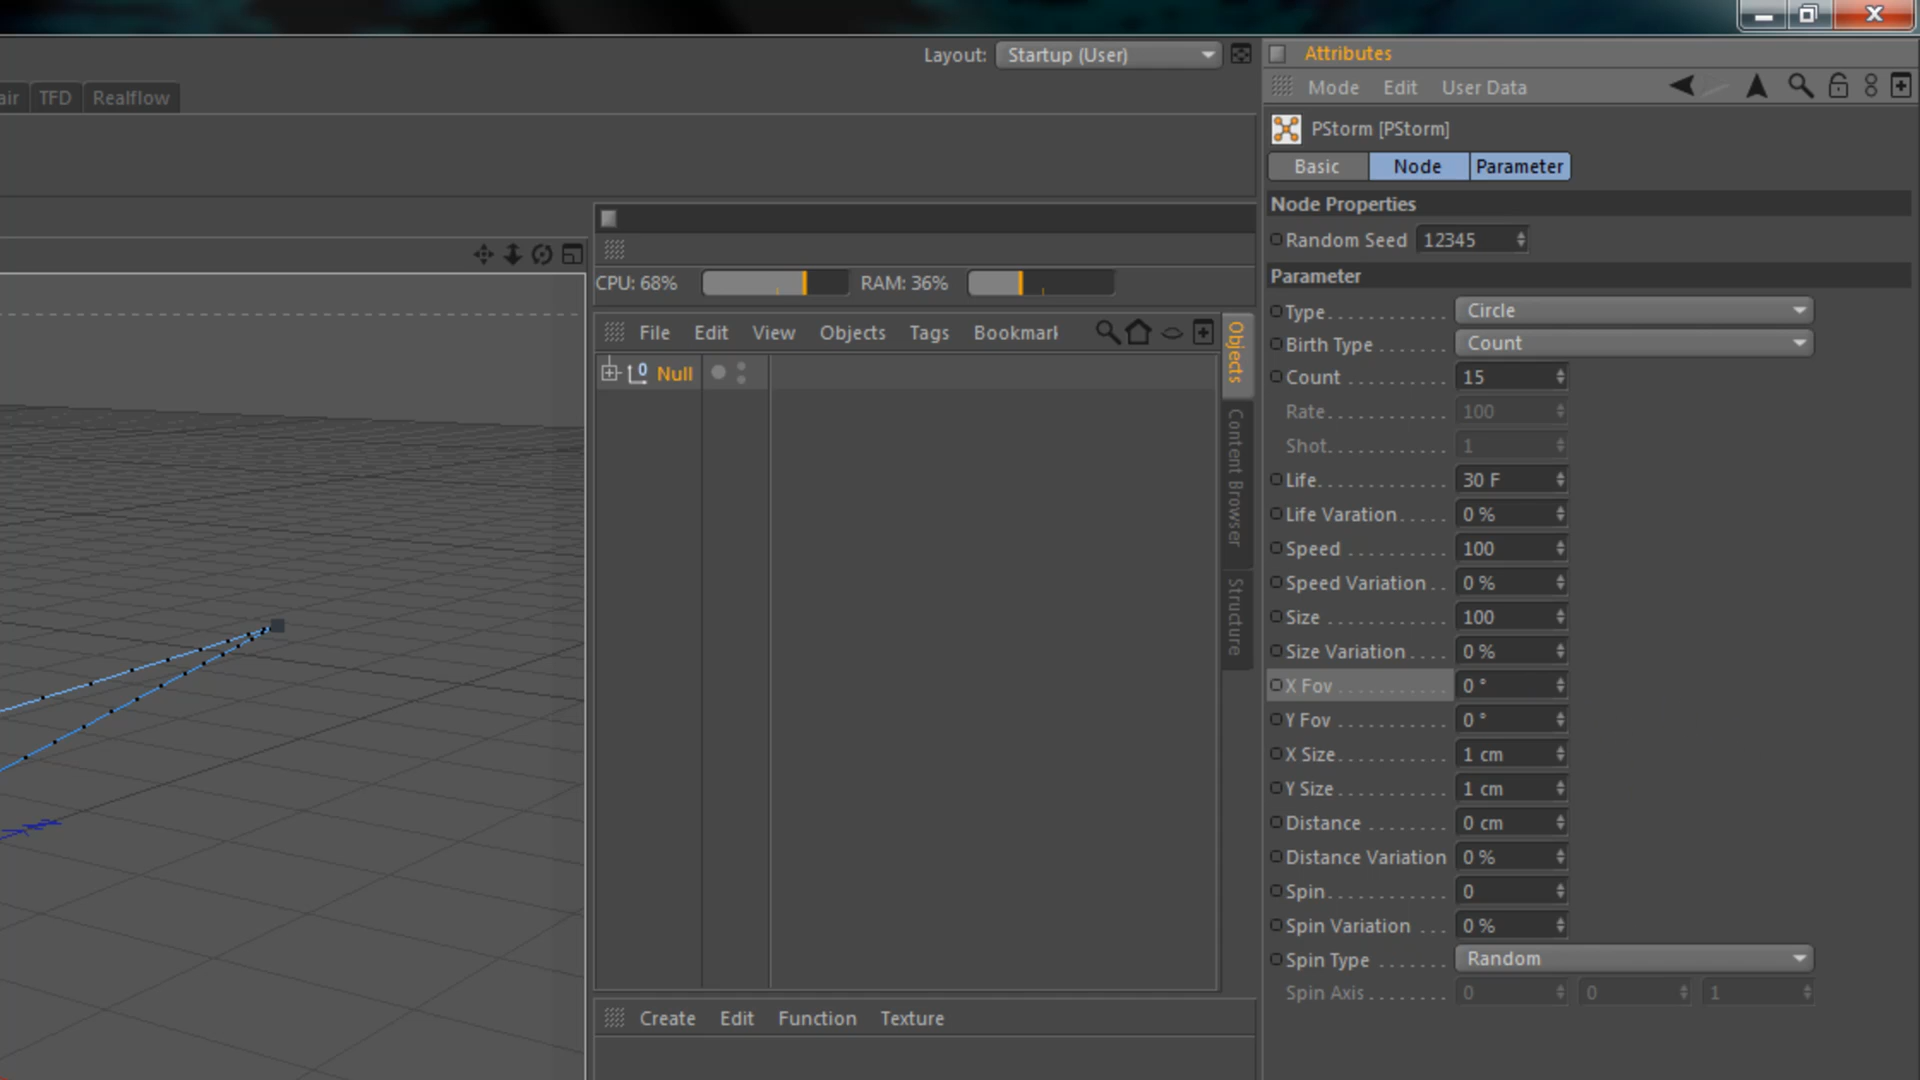 Layout: Startup (User)
TFD Realflow
CPU: 68% RAM: 36%
File Edit View Objects Tags Bookmark
0 Null
Objects
Content Browser
Structure
Create Edit Function Texture
Attributes
Mode Edit User Data
PStorm [PStorm]
Basic Node Parameter
Node Properties
Random Seed 12345
Parameter
Type Circle
Birth Type Count
Count 15
Rate 100
Shot 1
Life 30 F
Life Varation 0 %
Speed 100
Speed Variation 0 %
Size 100
Size Variation 0 %
X Fov 0 °
Y Fov 0 °
X Size 1 cm
Y Size 1 cm
Distance 0 cm
Distance Variation 0 %
Spin 0
Spin Variation 0 %
Spin Type Random
Spin Axis 0 0 1